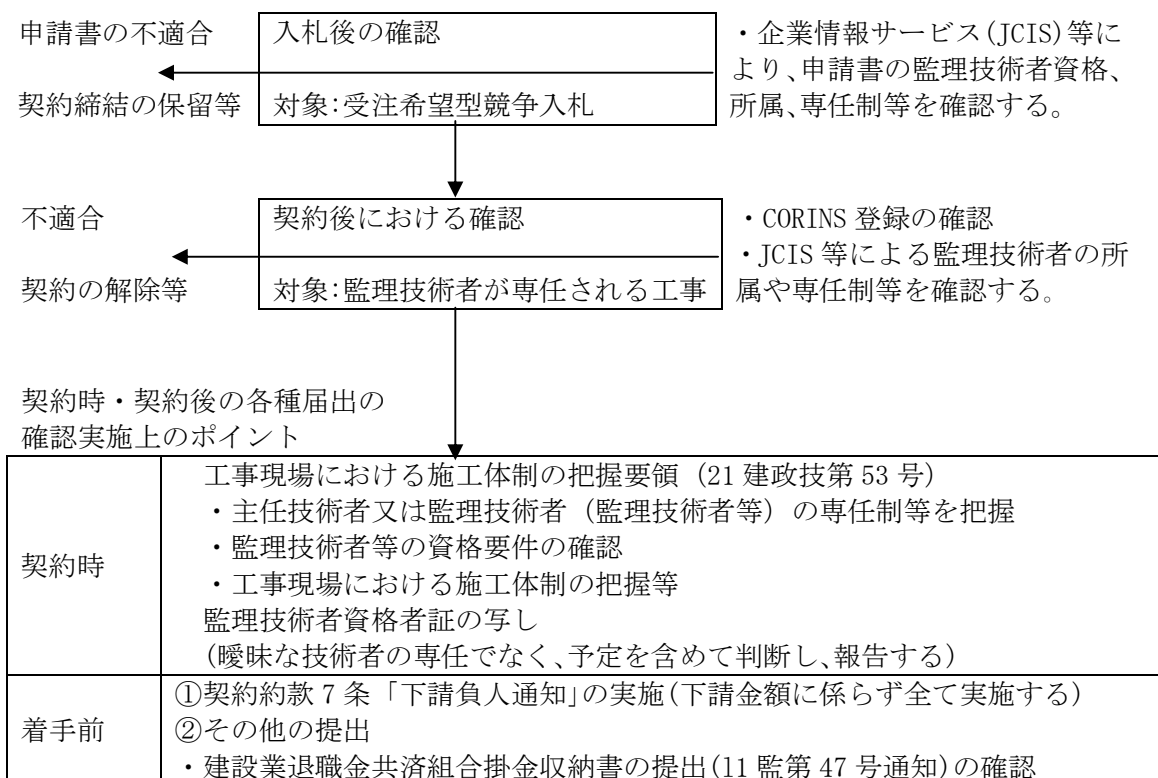 申請書の不適合
契約締結の保留等
入札後の確認
対象:受注希望型競争入札
・企業情報サービス(JCIS)等に
より、申請書の監理技術者資格、
所属、専任制等を確認する。
不適合
契約の解除等
契約後における確認
対象:監理技術者が専任される工事
・CORINS 登録の確認
・JCIS 等による監理技術者の所
属や専任制等を確認する。
契約時・契約後の各種届出の
確認実施上のポイント
契約時
工事現場における施工体制の把握要領 (21 建政技第 53 号)
・主任技術者又は監理技術者(監理技術者等)の専任制等を把握
・監理技術者等の資格要件の確認
・工事現場における施工体制の把握等
監理技術者資格者証の写し
(曖昧な技術者の専任でなく、予定を含めて判断し、報告する)
着手前
①契約約款 7 条「下請負人通知」の実施(下請金額に係らず全て実施する)
②その他の提出
・建設業退職金共済組合掛金収納書の提出(11 監第 47 号通知)の確認